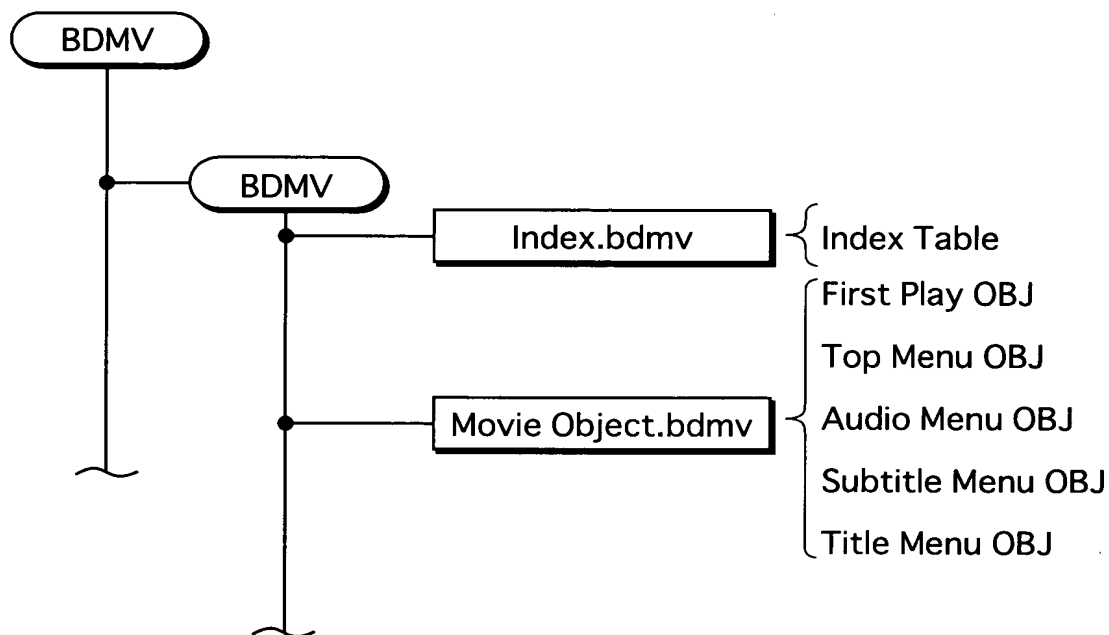 BDMV
BDMV
Index.bdmv
Index Table
First Play OBJ
Top Menu OBJ
Movie Object.bdmv
Audio Menu OBJ
Subtitle Menu OBJ
Title Menu OBJ